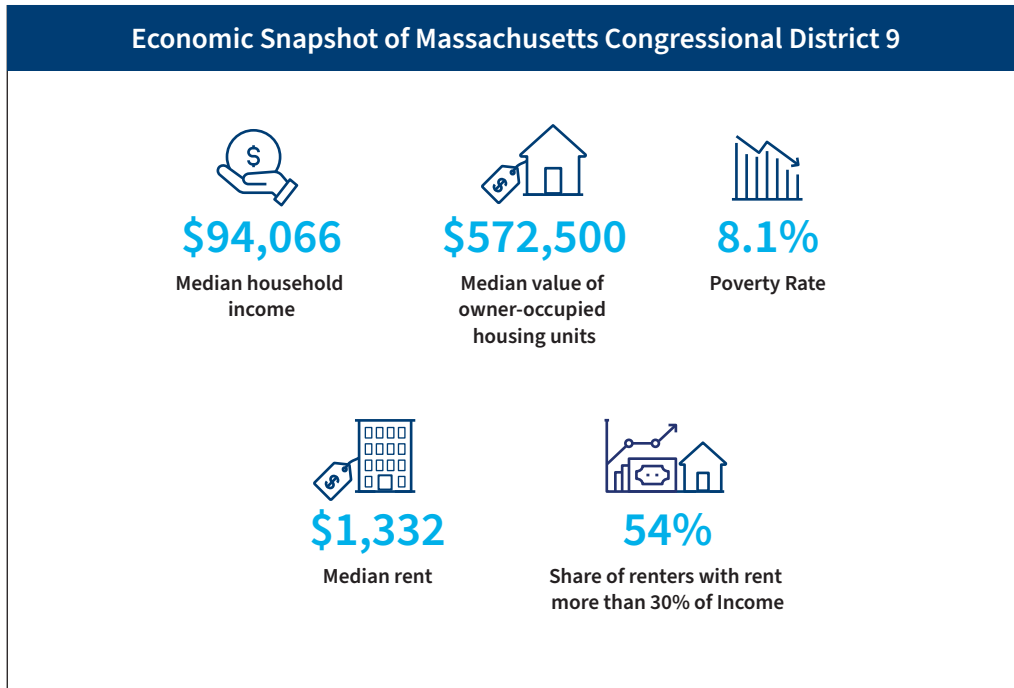 Economic Snapshot of Massachusetts Congressional District 9
$
$
$94,066
Median household
income
$572,500
Median value of
owner-occupied
housing units
8.1%
Poverty Rate
$
$1,332
Median rent
54%
Share of renters with rent
more than 30% of Income